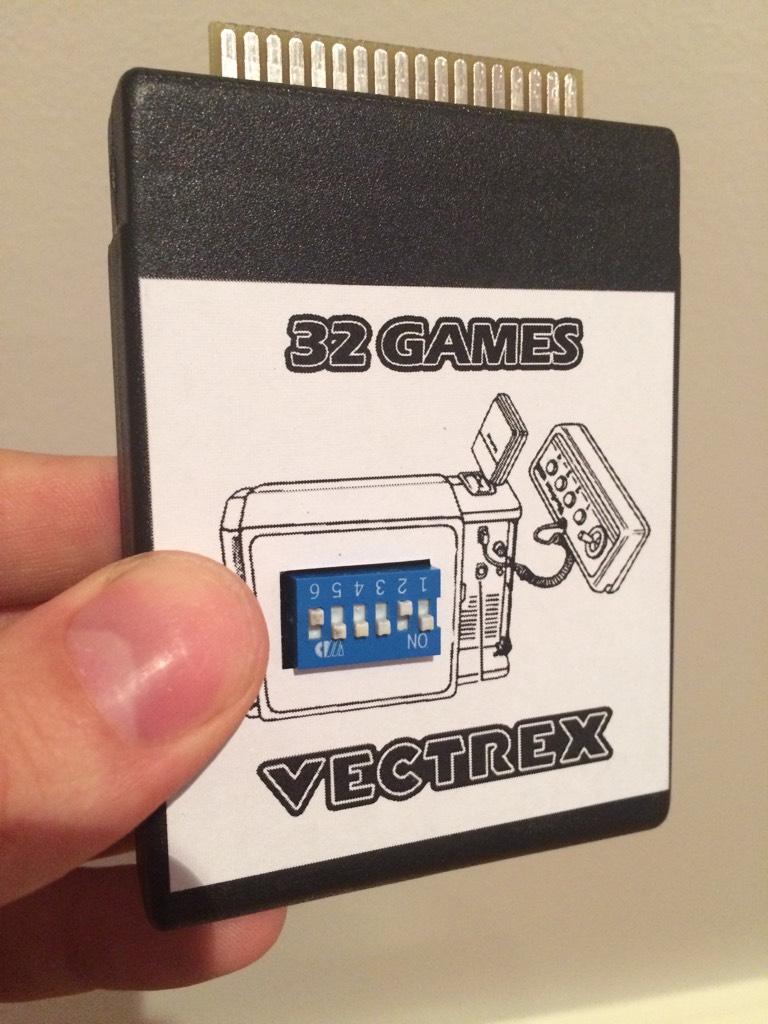 32 GAMES
6 5 4 3 2 1
ON
VECTREX